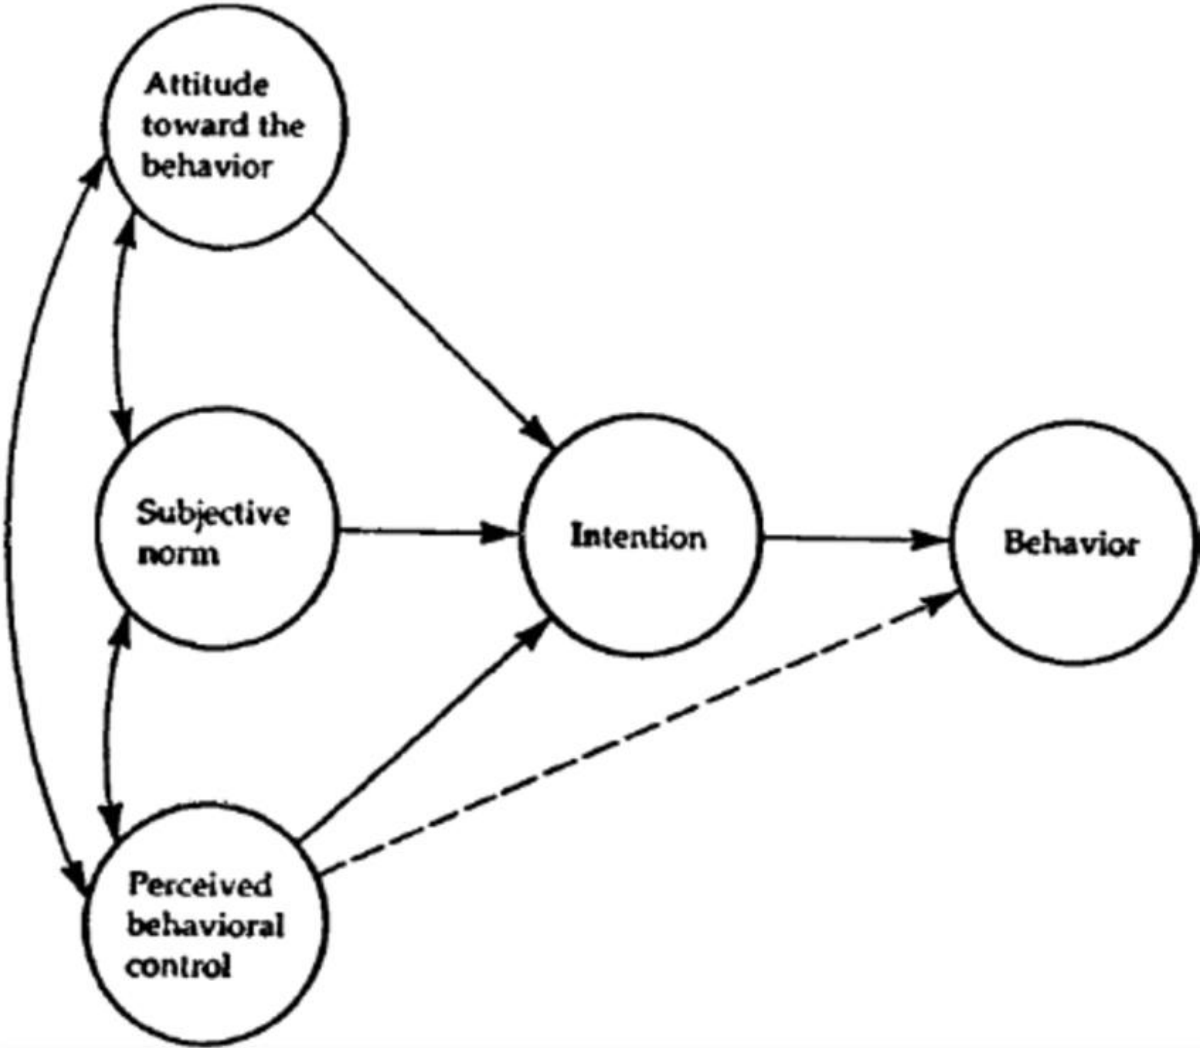 Attitude
toward the
behavior
Subjective
norm
Intention
Behavior
Perceived
behavioral
control